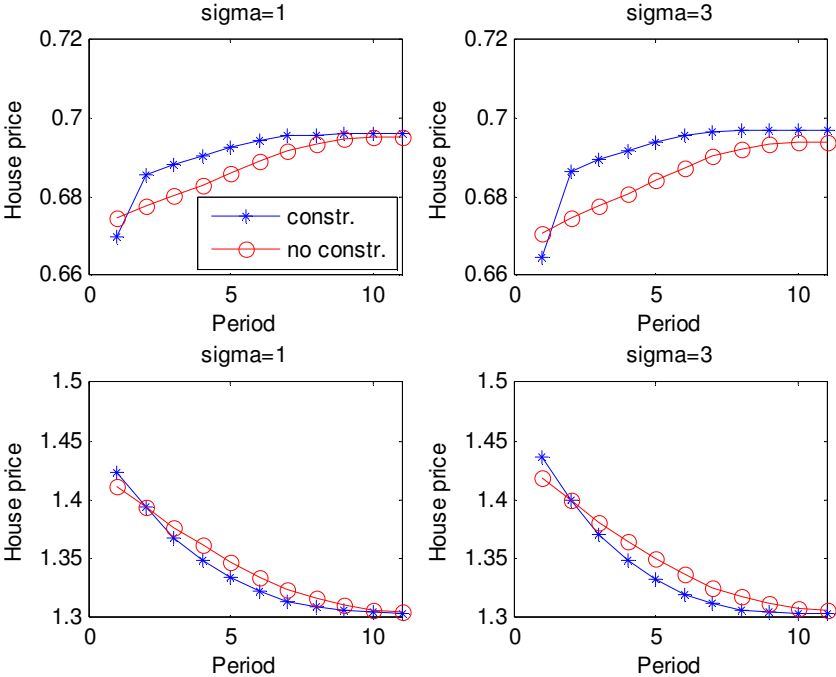 sigma=1
sigma=3
0.72
0.7
0.68
0.66
House price
0
5
10
Period
constr.
no constr.
0.72
0.7
0.68
0.66
House price
0
5
10
Period
sigma=1
sigma=3
1.5
1.45
1.4
1.35
1.3
House price
0
5
10
Period
1.5
1.45
1.4
1.35
1.3
House price
0
5
10
Period